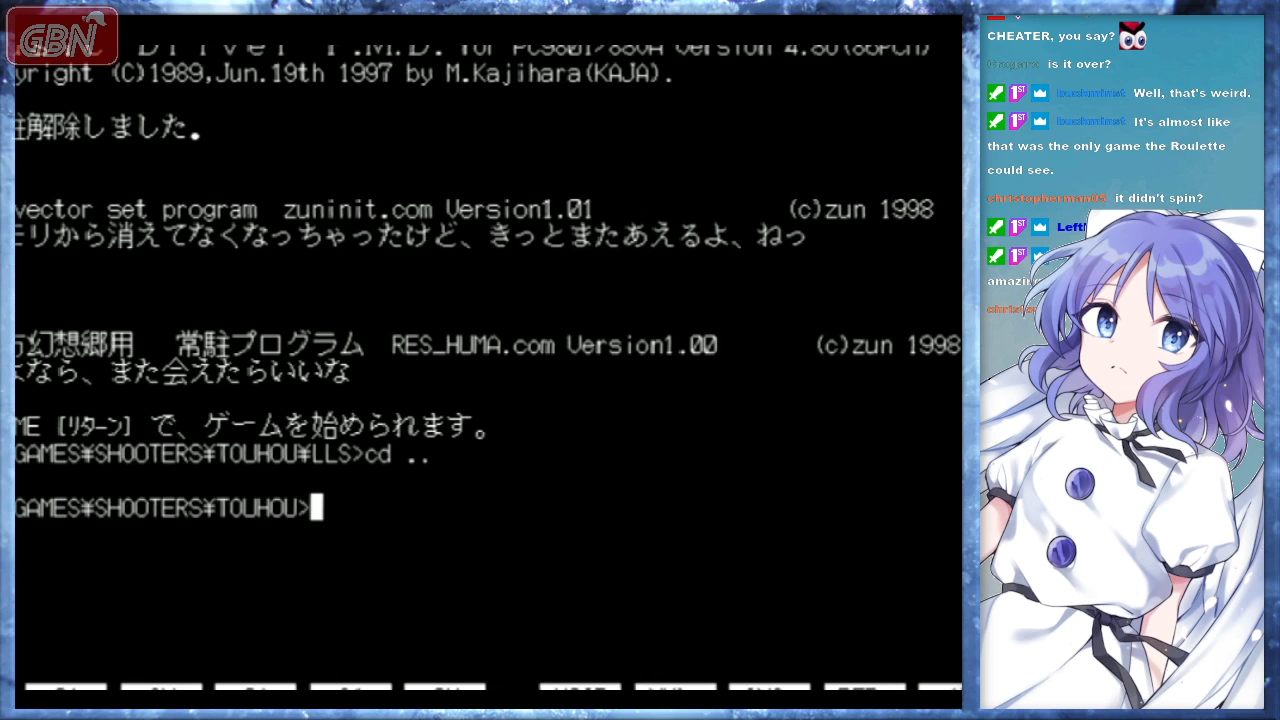 GBN
yright (C)1989,Jun.19th 1997 by M.Kajihara(KAJA).
解除しました。
vector set program zuninit.com Version1.01 (c)zun 1998
モリから消えてなくなっちゃったけど、きっとまたあえるよ、ねっ
幻想郷用 常駐プログラム RES_HUMA.com Version1.00 (c)zun 1998
なら、また会えたらいいな
ME [ﾘﾀｰﾝ] で、ゲームを始められます。
GAMES¥SHOOTERS¥TOUHOU¥LLS>cd ..
GAMES¥SHOOTERS¥TOUHOU>
CHEATER, you say?
is it over?
1ST Well, that's weird.
1ST It's almost like
that was the only game the Roulette
could see.
christopherman05 it didn't spin?
1ST
1ST